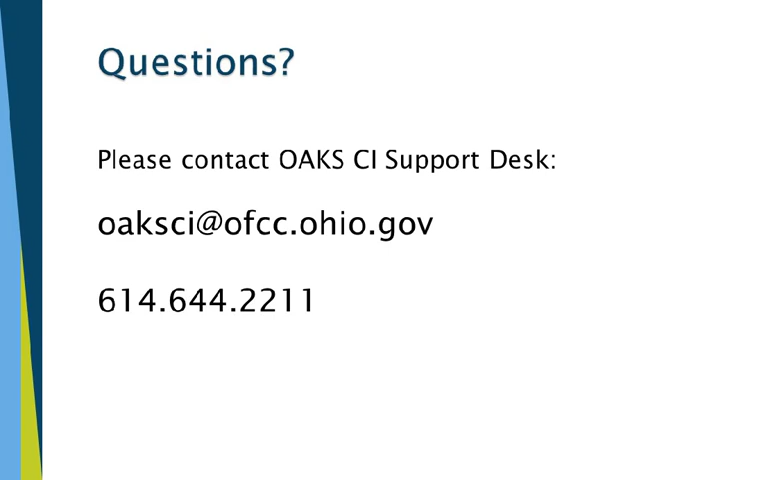 Questions?
Please contact OAKS CI Support Desk:
oaksci@ofcc.ohio.gov
614.644.2211